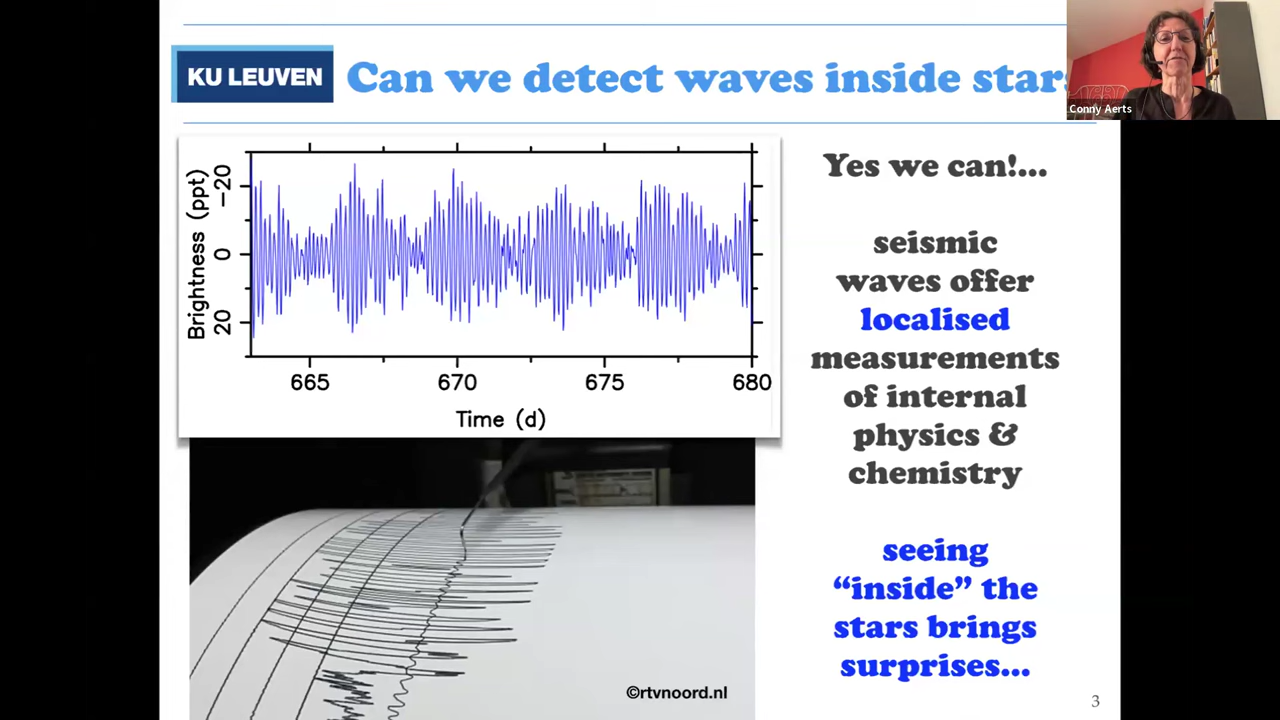 KU LEUVEN
Can we detect waves inside stars
Conny Aerts
Brightness (ppt)
-20
0
20
665
670
675
680
Time (d)
Yes we can!...
seismic
waves offer
localised
measurements
of internal
physics &
chemistry
seeing
“inside” the
stars brings
surprises...
©rtvnoord.nl
3